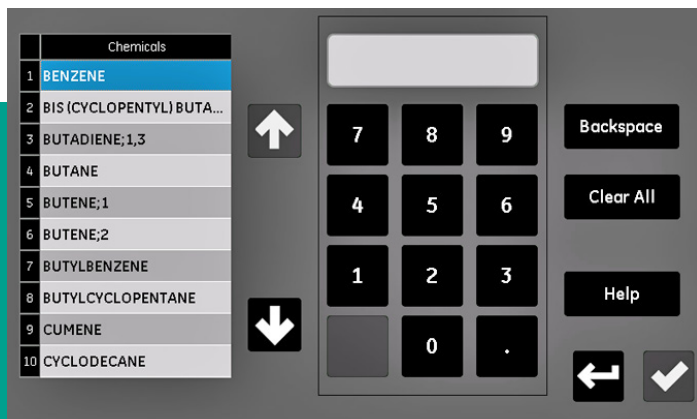 Chemicals
1 BENZENE
2 BIS (CYCLOPENTYL) BUTA...
3 BUTADIENE;1,3
4 BUTANE
5 BUTENE;1
6 BUTENE;2
7 BUTYLBENZENE
8 BUTYLCYCLOPENTANE
9 CUMENE
10 CYCLODECANE
7 8 9
4 5 6
1 2 3
0 .
Backspace
Clear All
Help